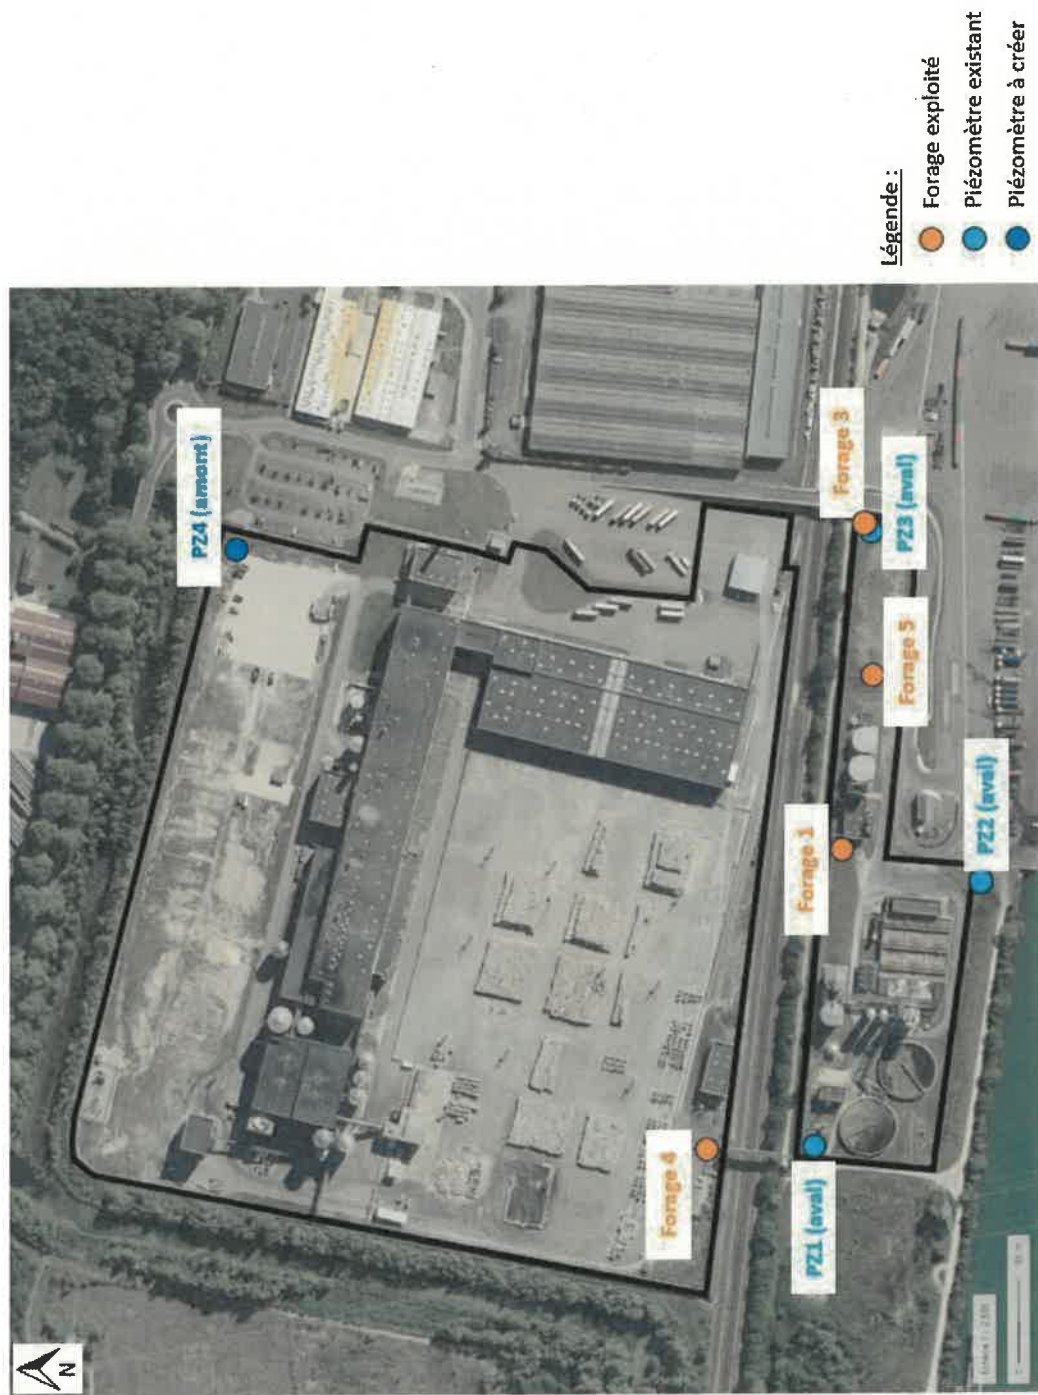 N
PZ4 (amont)
Forage 3
PZ3 (aval)
Forage 5
Forage 1
PZ2 (aval)
Forage 4
PZ1 (aval)
Légende :
Forage exploité
Piézomètre existant
Piézomètre à créer